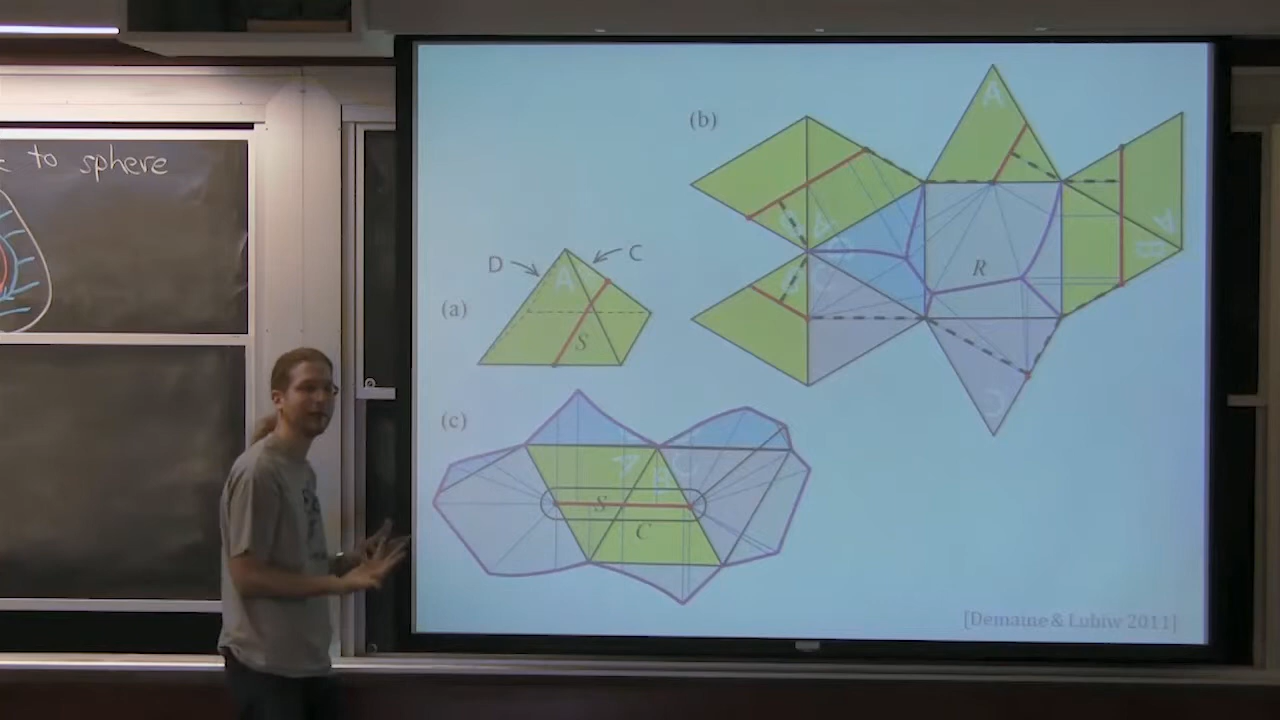 to sphere
(b)
A
D
C
A
(a)
S
R
(c)
S
C
[Demaine & Lubiw 2011]